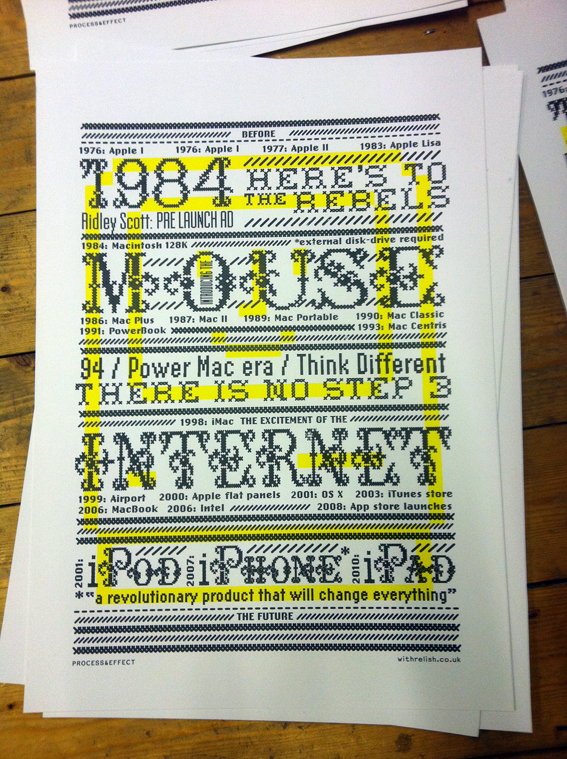 PROCESS&EFFECT
1976:
BEFORE
1976: Apple I 1976: Apple I 1977: Apple II 1983: Apple Lisa
1984 HERE'S TO
THE REBELS
Ridley Scott: PRE LAUNCH AD
1984: Macintosh 128K *external disk-drive required
MOUSE
1986: Mac Plus 1987: Mac II 1989: Mac Portable 1990: Mac Classic
1991: PowerBook 1993: Mac Centris
94 / Power Mac era / Think Different
THERE IS NO STEP 3
1998: iMac THE EXCITEMENT OF THE
INTERNET
1999: Airport 2000: Apple flat panels 2001: OS X 2003: iTunes store
2006: MacBook 2006: Intel 2008: App store launches
2001: iPOD 2007: iPHONE* 2010: iPAD
*"a revolutionary product that will change everything"
THE FUTURE
PROCESS&EFFECT withrelish.co.uk